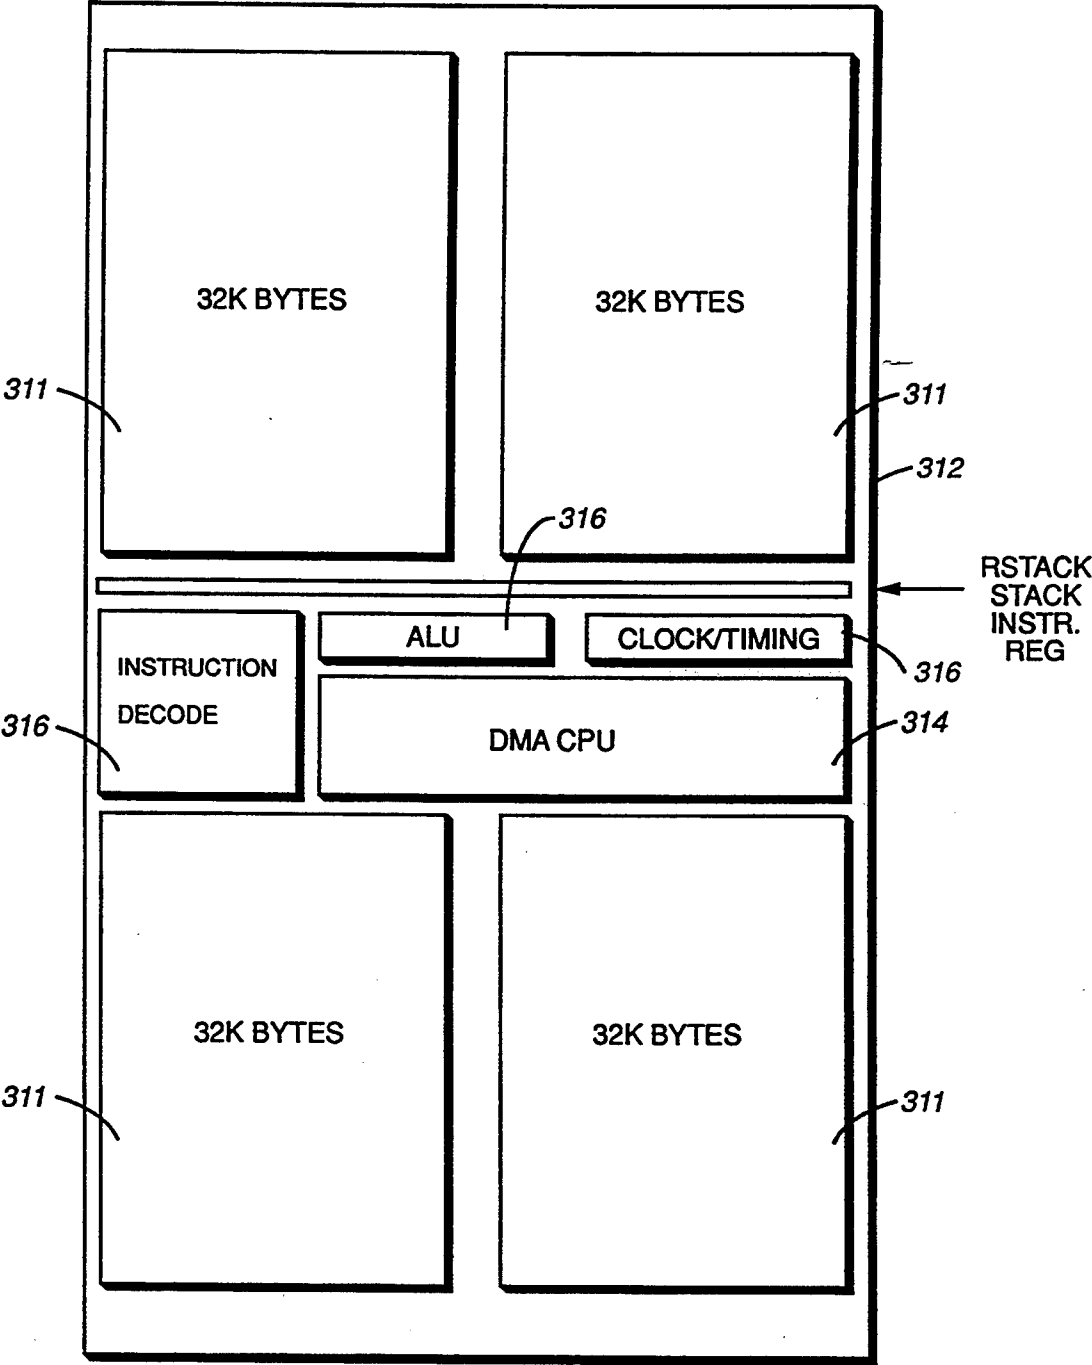 32K BYTES
32K BYTES
311
311
312
316
RSTACK
STACK
INSTR.
REG
ALU
CLOCK/TIMING
316
INSTRUCTION
DECODE
316
DMA CPU
314
32K BYTES
32K BYTES
311
311